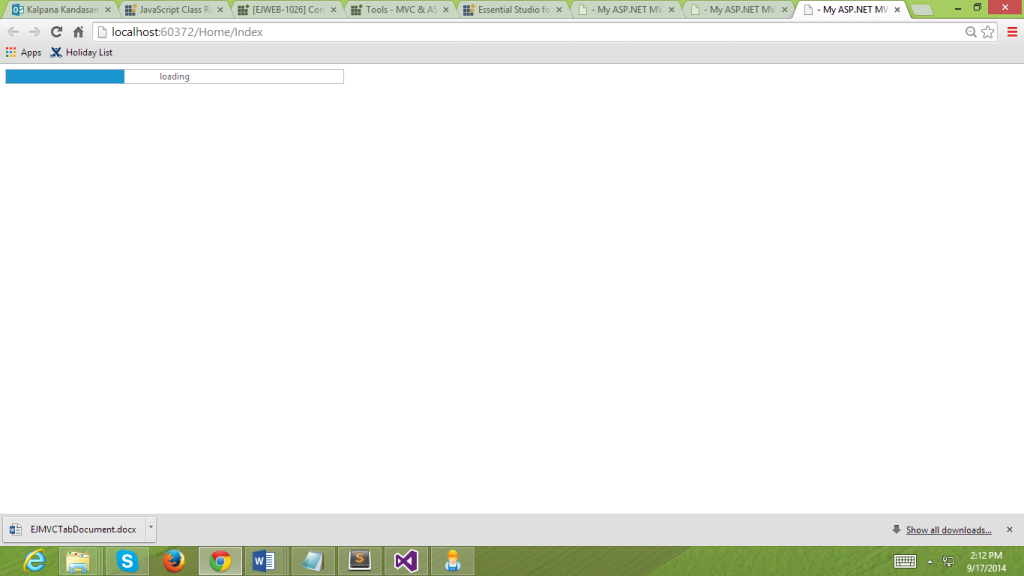 Kalpana Kandasan
JavaScript Class R
[EJWEB-1026] Con
Tools - MVC & AS
Essential Studio fo
- My ASP.NET MV
- My ASP.NET MV
- My ASP.NET MV
localhost:60372/Home/Index
Apps
Holiday List
loading
EJMVCTabDocument.docx
Show all downloads...
2:12 PM
9/17/2014